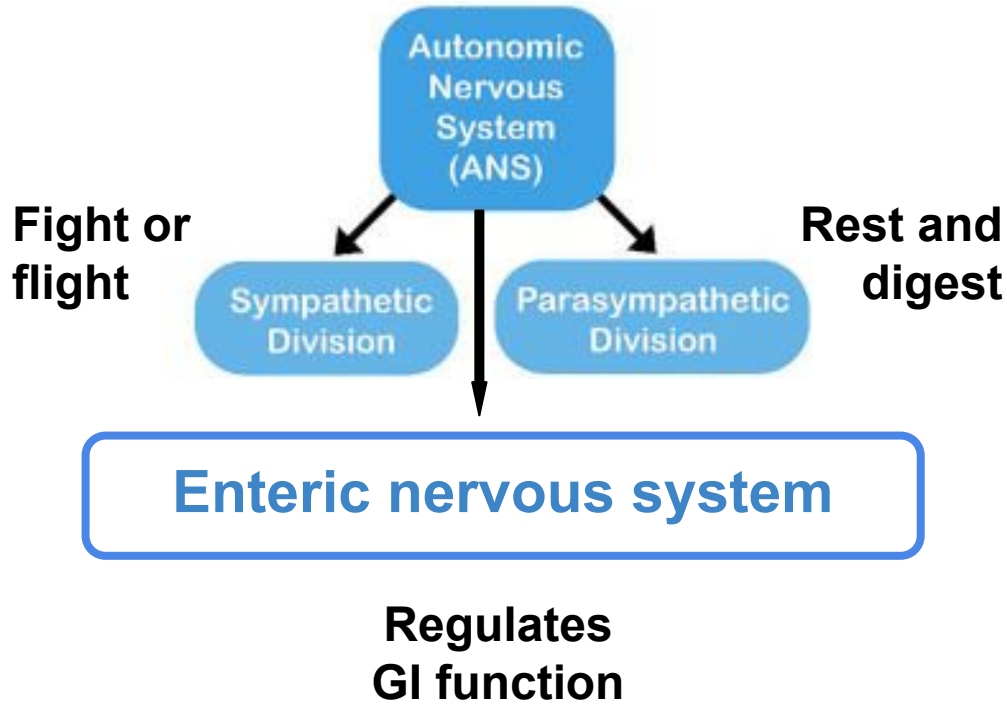 Autonomic
Nervous
System
(ANS)
Fight or
flight
Rest and
digest
Sympathetic
Division
Parasympathetic
Division
Enteric nervous system
Regulates
GI function